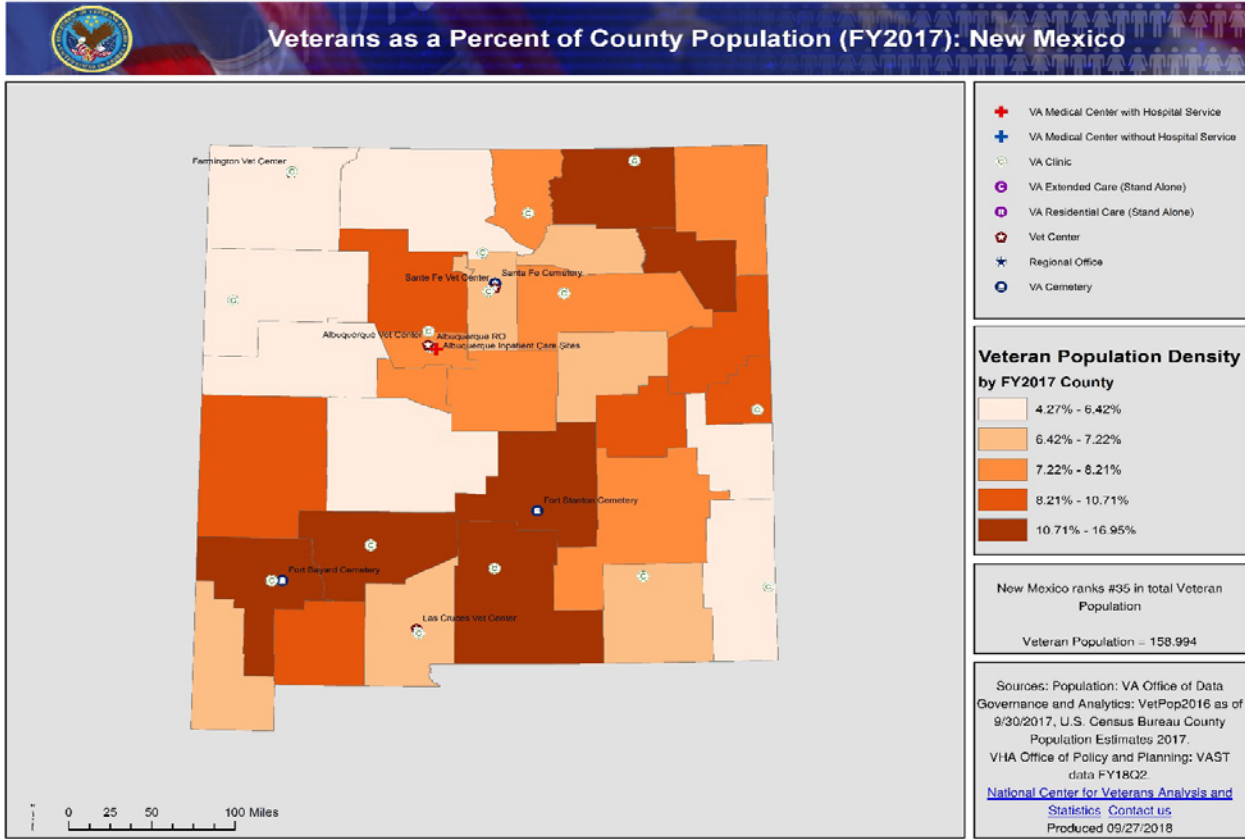 Veterans as a Percent of County Population (FY2017): New Mexico
Farmington Vet Center
Sante Fe Vet Center
Santa Fe Cemetery
Albuquerque Vet Center
Albuquerque RO
Albuquerque Inpatient Care Sites
Fort Stanton Cemetery
Fort Bayard Cemetery
Las Cruces Vet Center
0 25 50 100 Miles
VA Medical Center with Hospital Service
VA Medical Center without Hospital Service
C VA Clinic
C VA Extended Care (Stand Alone)
R VA Residential Care (Stand Alone)
Vet Center
Regional Office
VA Cemetery
Veteran Population Density
by FY2017 County
4.27% - 6.42%
6.42% - 7.22%
7.22% - 8.21%
8.21% - 10.71%
10.71% - 16.95%
New Mexico ranks #35 in total Veteran
Population
Veteran Population = 158,994
Sources: Population: VA Office of Data
Governance and Analytics: VetPop2016 as of
9/30/2017, U.S. Census Bureau County
Population Estimates 2017.
VHA Office of Policy and Planning: VAST
data FY18Q2.
National Center for Veterans Analysis and
Statistics Contact us
Produced 09/27/2018